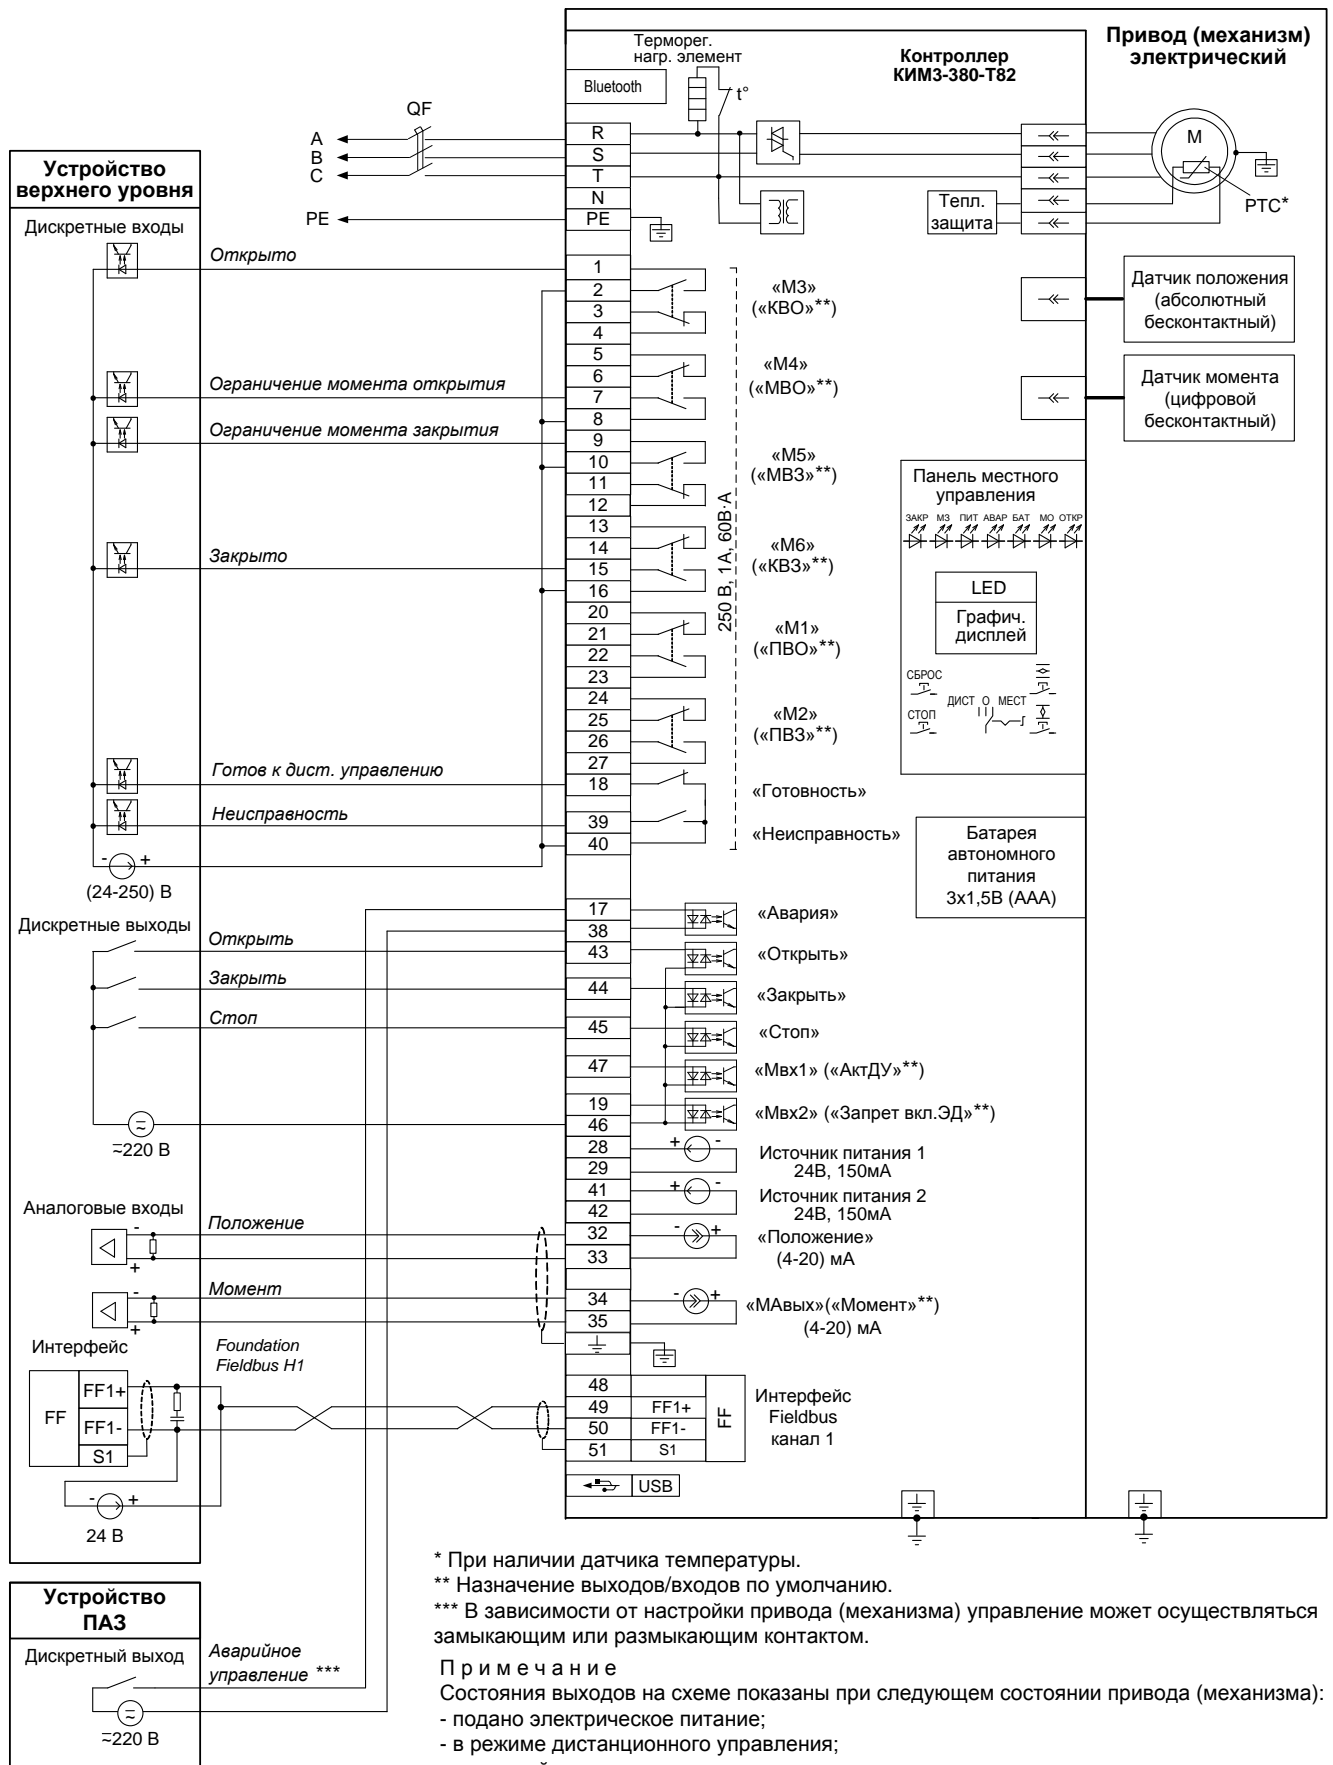 Привод (механизм)
электрический
Контроллер
КИМ3-380-Т82
Терморег.
нагр. элемент
Bluetooth
t°
QF
A
B
C
PE
R
S
T
N
PE
M
PTC*
Тепл.
защита
Устройство
верхнего уровня
Дискретные входы
Открыто
Ограничение момента открытия
Ограничение момента закрытия
Закрыто
Готов к дист. управлению
Неисправность
- +
(24-250) В
1
2
3
4
5
6
7
8
9
10
11
12
13
14
15
16
20
21
22
23
24
25
26
27
18
39
40
«М3»
(«КВО»**)
«М4»
(«МВО»**)
«М5»
(«МВЗ»**)
«М6»
(«КВЗ»**)
«М1»
(«ПВО»**)
«М2»
(«ПВЗ»**)
«Готовность»
«Неисправность»
250 В, 1А, 60В·А
Датчик положения
(абсолютный
бесконтактный)
Датчик момента
(цифровой
бесконтактный)
Панель местного
управления
ЗАКР МЗ ПИТ АВАР БАТ МО ОТКР
LED
Графич.
дисплей
СБРОС
СТОП
ДИСТ О МЕСТ
Батарея
автономного
питания
3х1,5В (ААА)
Дискретные выходы
Открыть
Закрыть
Стоп
≂220 В
17
38
43
44
45
47
19
46
28
29
41
42
32
33
34
35
«Авария»
«Открыть»
«Закрыть»
«Стоп»
«Мвх1» («АктДУ»**)
«Мвх2» («Запрет вкл.ЭД»**)
+ -
Источник питания 1
24В, 150мА
+ -
Источник питания 2
24В, 150мА
- +
«Положение»
(4-20) мА
- +
«МАвых»(«Момент»**)
(4-20) мА
Аналоговые входы
-
+
Положение
-
+
Момент
Интерфейс
Foundation
Fieldbus H1
FF
FF1+
FF1-
S1
- +
24 В
48
49
50
51
FF1+
FF1-
S1
FF
Интерфейс
Fieldbus
канал 1
USB
Устройство
ПАЗ
Дискретный выход
Аварийное
управление ***
≂220 В
* При наличии датчика температуры.
** Назначение выходов/входов по умолчанию.
*** В зависимости от настройки привода (механизма) управление может осуществляться
замыкающим или размыкающим контактом.
П р и м е ч а н и е
Состояния выходов на схеме показаны при следующем состоянии привода (механизма):
- подано электрическое питание;
- в режиме дистанционного управления;